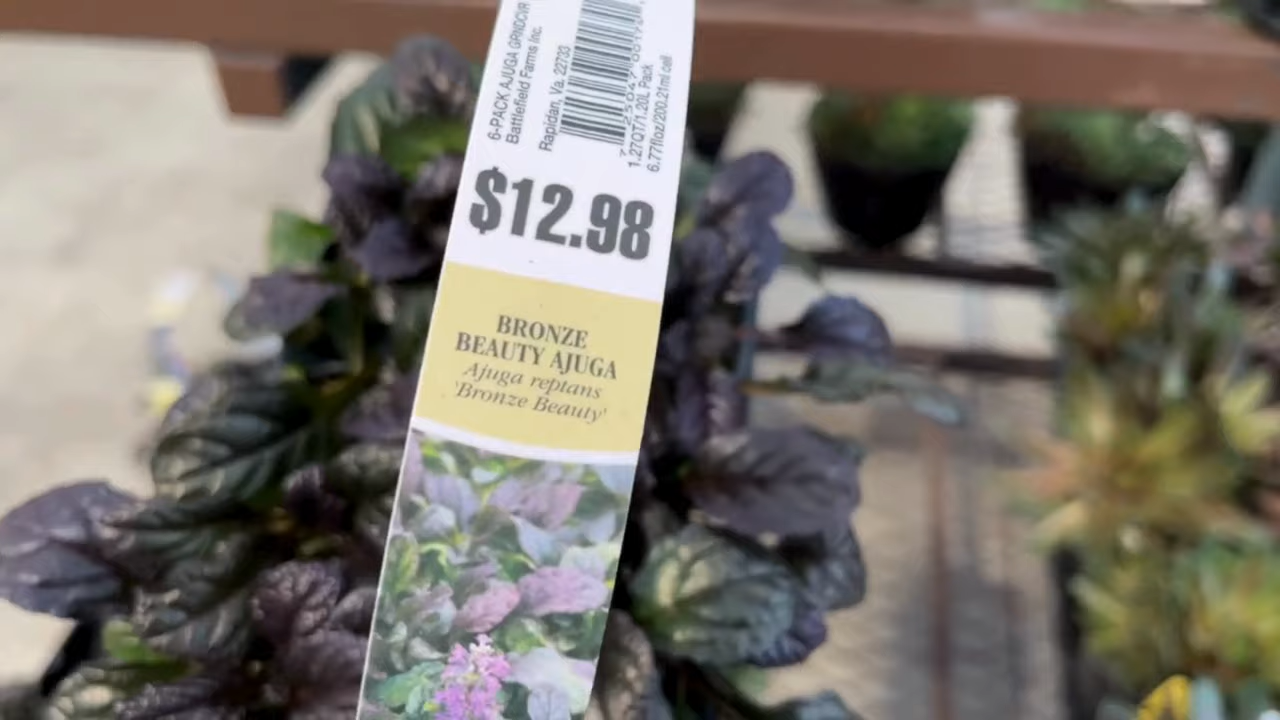 6-PACK AJUGA GRNDCVR
Battlefield Farms Inc.
Rapidan, Va. 22733
1.27QT/1.20L Pack
6.77floz/200.21ml cell
$12.98
BRONZE
BEAUTY AJUGA
Ajuga reptans
'Bronze Beauty'